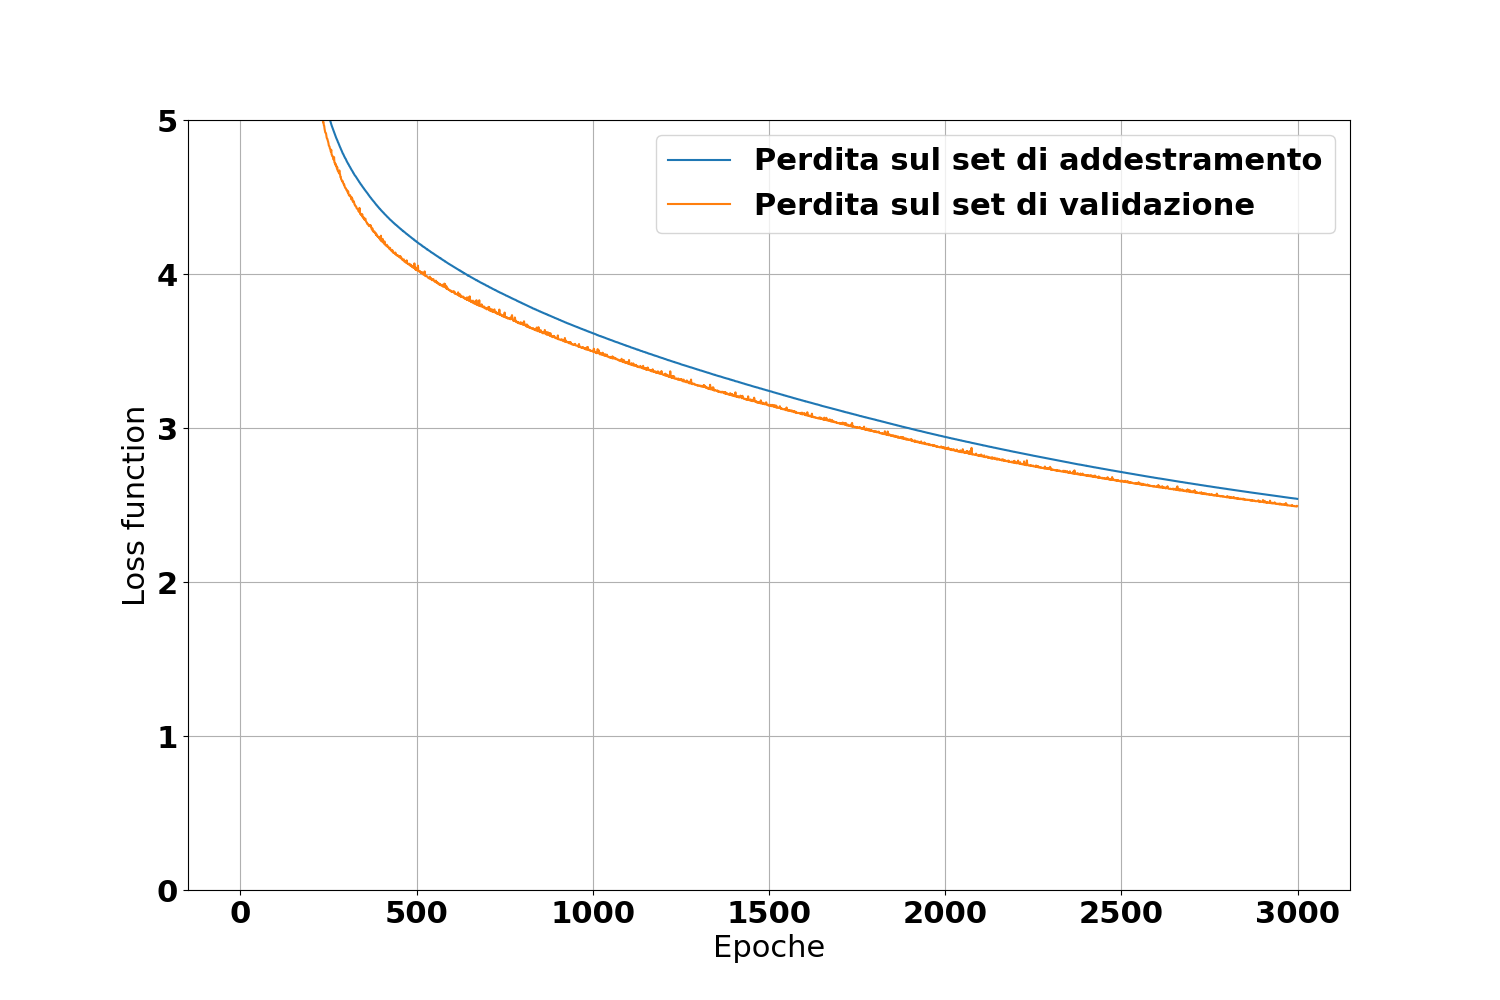 Perdita sul set di addestramento
Perdita sul set di validazione
Loss function
5
4
3
2
1
0
0 500 1000 1500 2000 2500 3000
Epoche